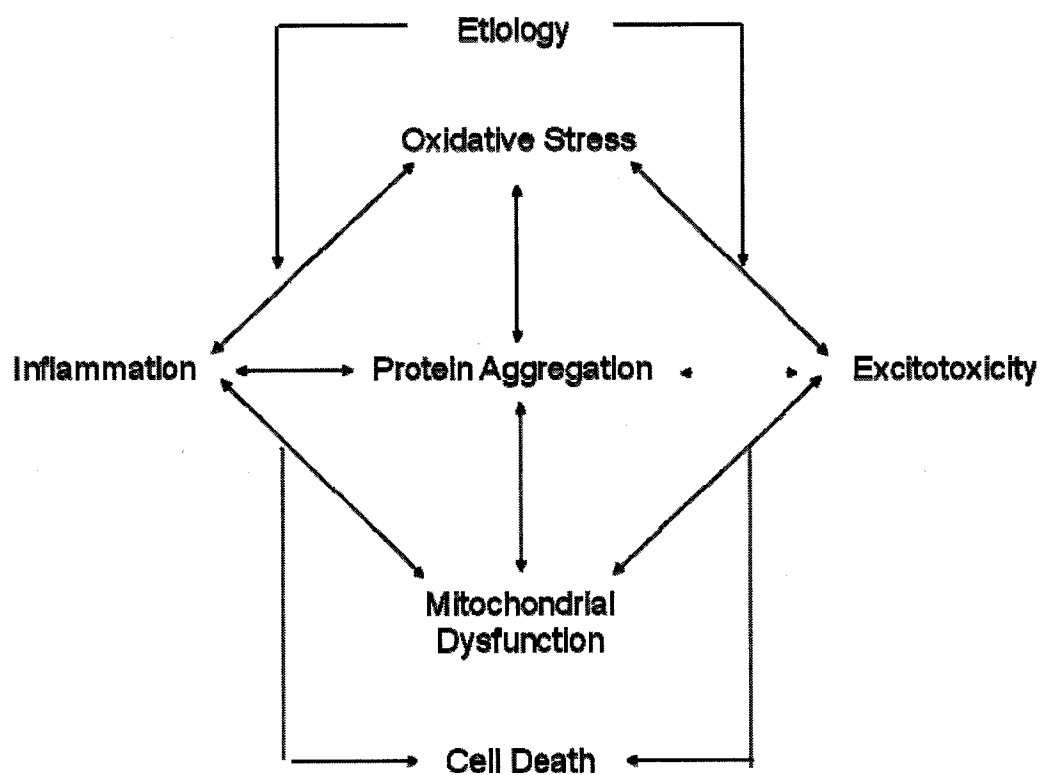 Etiology
Oxidative Stress
Inflammation
Protein Aggregation
Excitotoxicity
Mitochondrial
Dysfunction
Cell Death